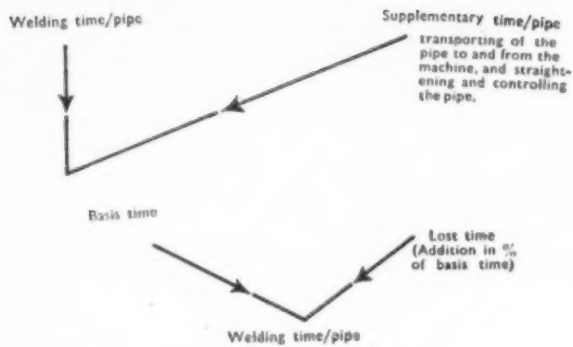 Welding time/pipe
Supplementary time/pipe
transporting of the
pipe to and from the
machine, and straight-
ening and controlling
the pipe.
Basis time
Lost time
(Addition in %
of basis time)
Welding time/pipe